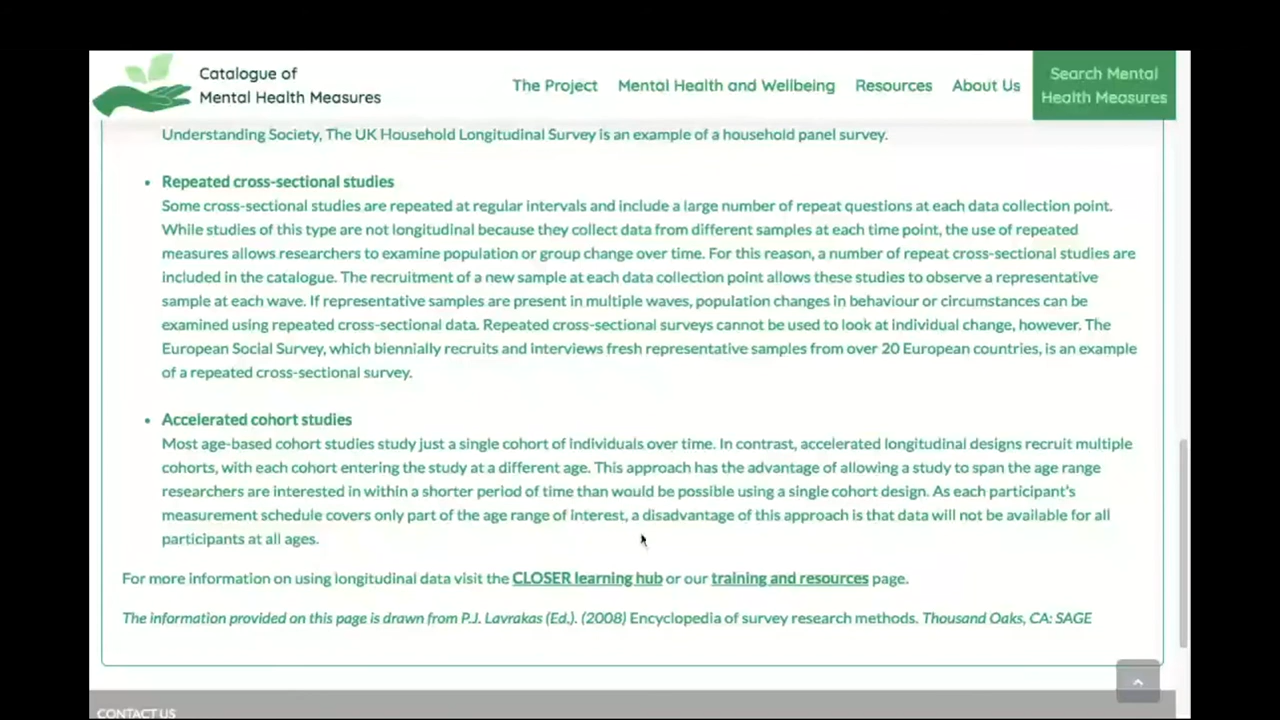 Catalogue of
Mental Health Measures
The Project
Mental Health and Wellbeing
Resources
About Us
Search Mental
Health Measures
Understanding Society, The UK Household Longitudinal Survey is an example of a household panel survey.
• Repeated cross-sectional studies
Some cross-sectional studies are repeated at regular intervals and include a large number of repeat questions at each data collection point.
While studies of this type are not longitudinal because they collect data from different samples at each time point, the use of repeated
measures allows researchers to examine population or group change over time. For this reason, a number of repeat cross-sectional studies are
included in the catalogue. The recruitment of a new sample at each data collection point allows these studies to observe a representative
sample at each wave. If representative samples are present in multiple waves, population changes in behaviour or circumstances can be
examined using repeated cross-sectional data. Repeated cross-sectional surveys cannot be used to look at individual change, however. The
European Social Survey, which biennially recruits and interviews fresh representative samples from over 20 European countries, is an example
of a repeated cross-sectional survey.
• Accelerated cohort studies
Most age-based cohort studies study just a single cohort of individuals over time. In contrast, accelerated longitudinal designs recruit multiple
cohorts, with each cohort entering the study at a different age. This approach has the advantage of allowing a study to span the age range
researchers are interested in within a shorter period of time than would be possible using a single cohort design. As each participant's
measurement schedule covers only part of the age range of interest, a disadvantage of this approach is that data will not be available for all
participants at all ages.
For more information on using longitudinal data visit the CLOSER learning hub or our training and resources page.
The information provided on this page is drawn from P.J. Lavrakas (Ed.). (2008) Encyclopedia of survey research methods. Thousand Oaks, CA: SAGE
CONTACT US